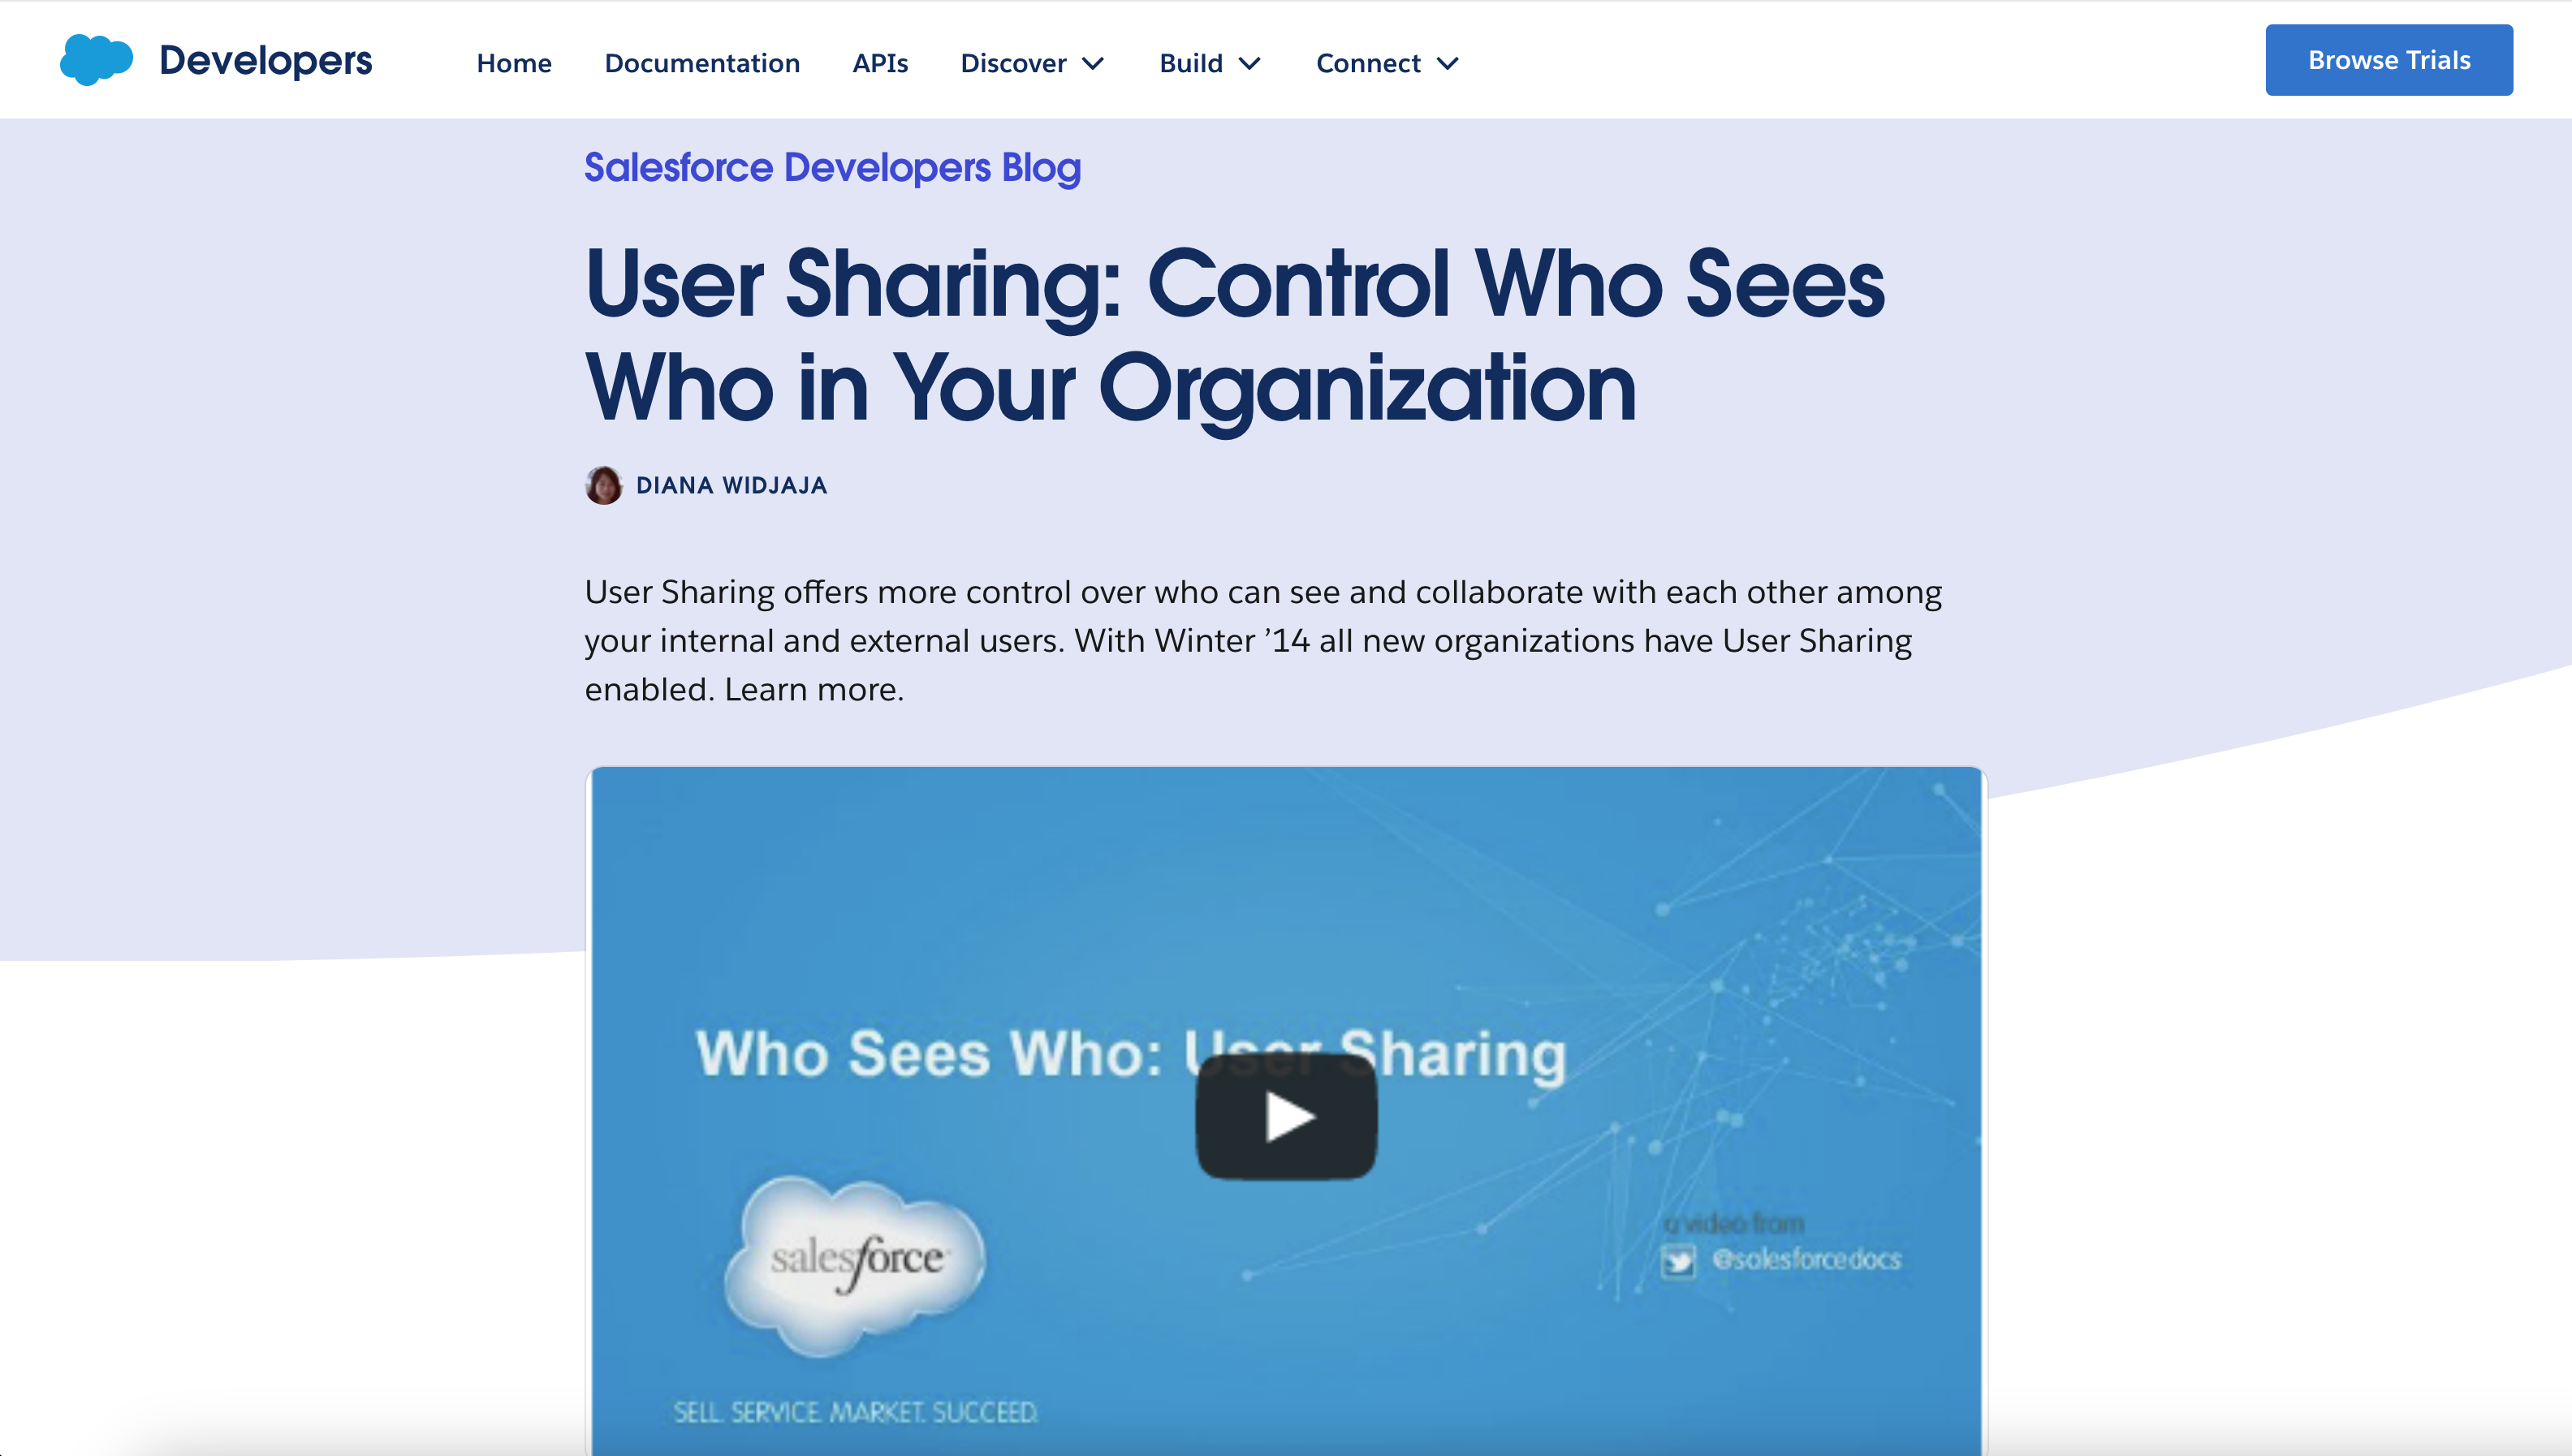 Developers
Home
Documentation
APIs
Discover
Build
Connect
Browse Trials
Salesforce Developers Blog
User Sharing: Control Who Sees
Who in Your Organization
DIANA WIDJAJA
User Sharing offers more control over who can see and collaborate with each other among
your internal and external users. With Winter ’14 all new organizations have User Sharing
enabled. Learn more.
Who Sees Who: User Sharing
salesforce
a video from
@salesforcedocs
SELL. SERVICE. MARKET. SUCCEED.